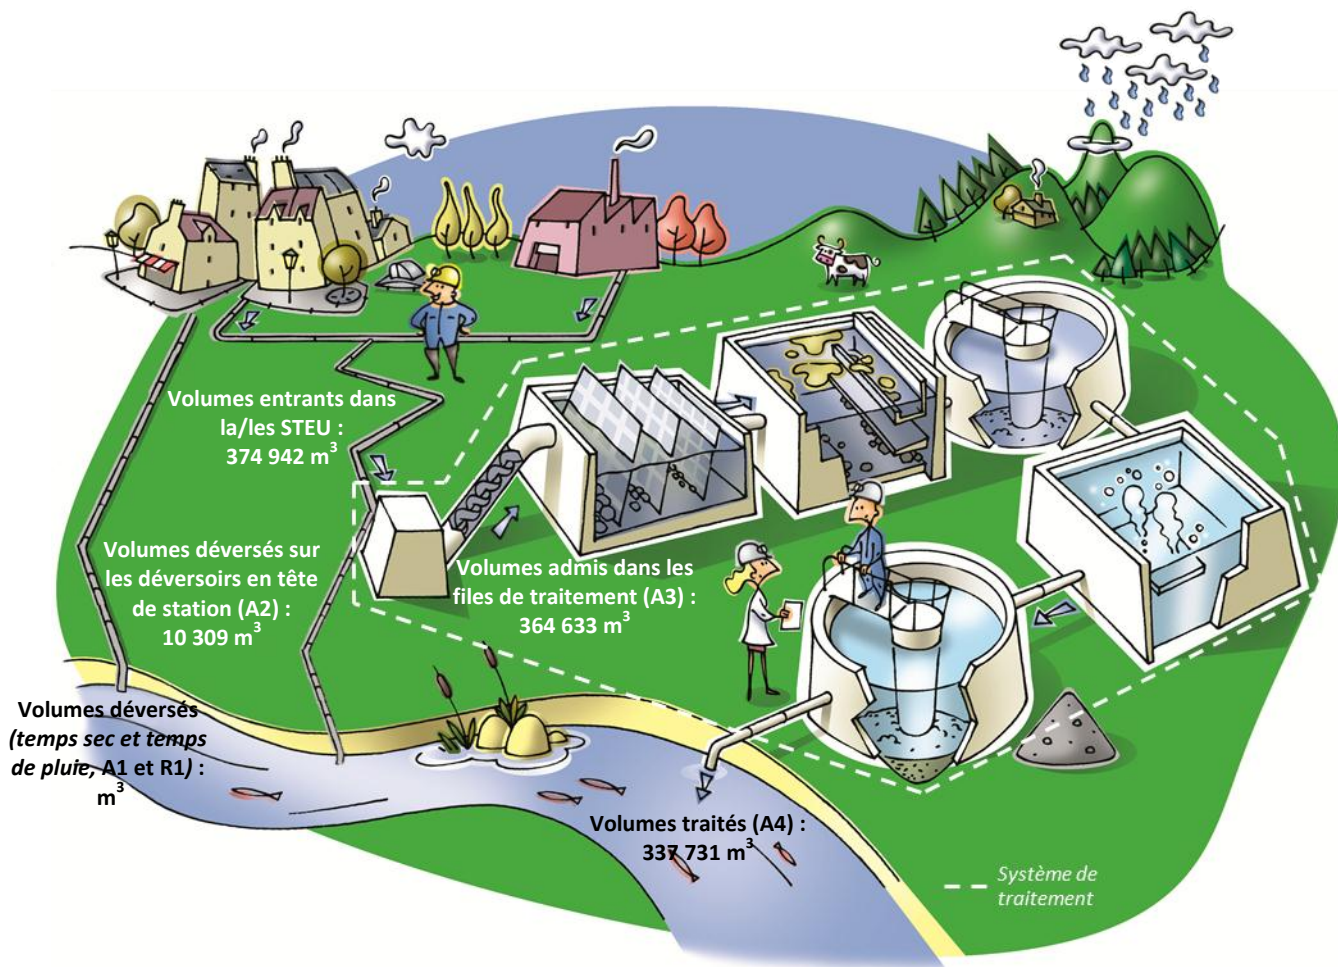 Volumes entrants dans
la/les STEU :
374 942 m³
Volumes déversés sur
les déversoirs en tête
de station (A2) :
10 309 m³
Volumes admis dans les
files de traitement (A3) :
364 633 m³
Volumes déversés
(temps sec et temps
de pluie, A1 et R1) :
m³
Volumes traités (A4) :
337 731 m³
Système de
traitement